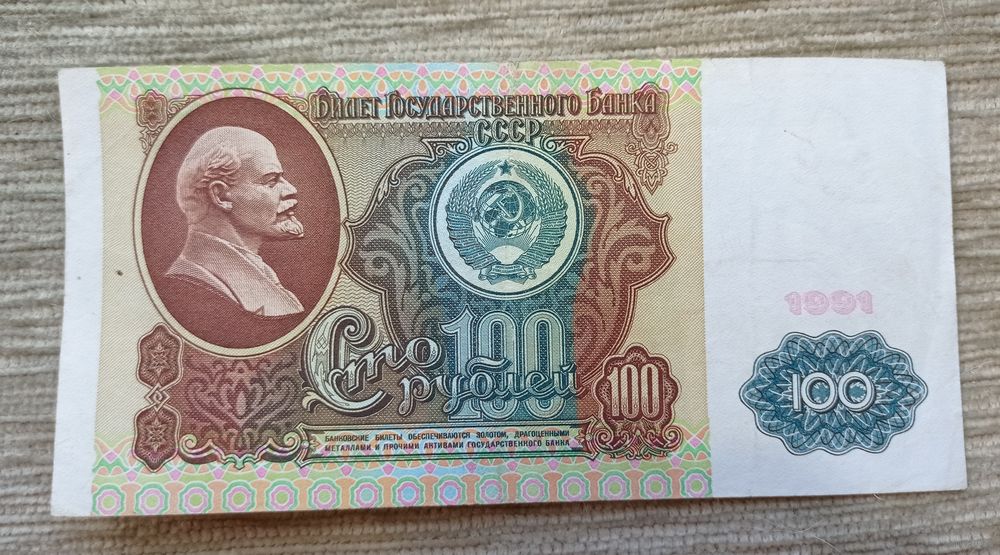 Билет Государственного Банка
СССР
100
Сто
рублей
100
БАНКОВСКИЕ БИЛЕТЫ ОБЕСПЕЧИВАЮТСЯ ЗОЛОТОМ, ДРАГОЦЕННЫМИ
МЕТАЛЛАМИ И ПРОЧИМИ АКТИВАМИ ГОСУДАРСТВЕННОГО БАНКА
1991
100